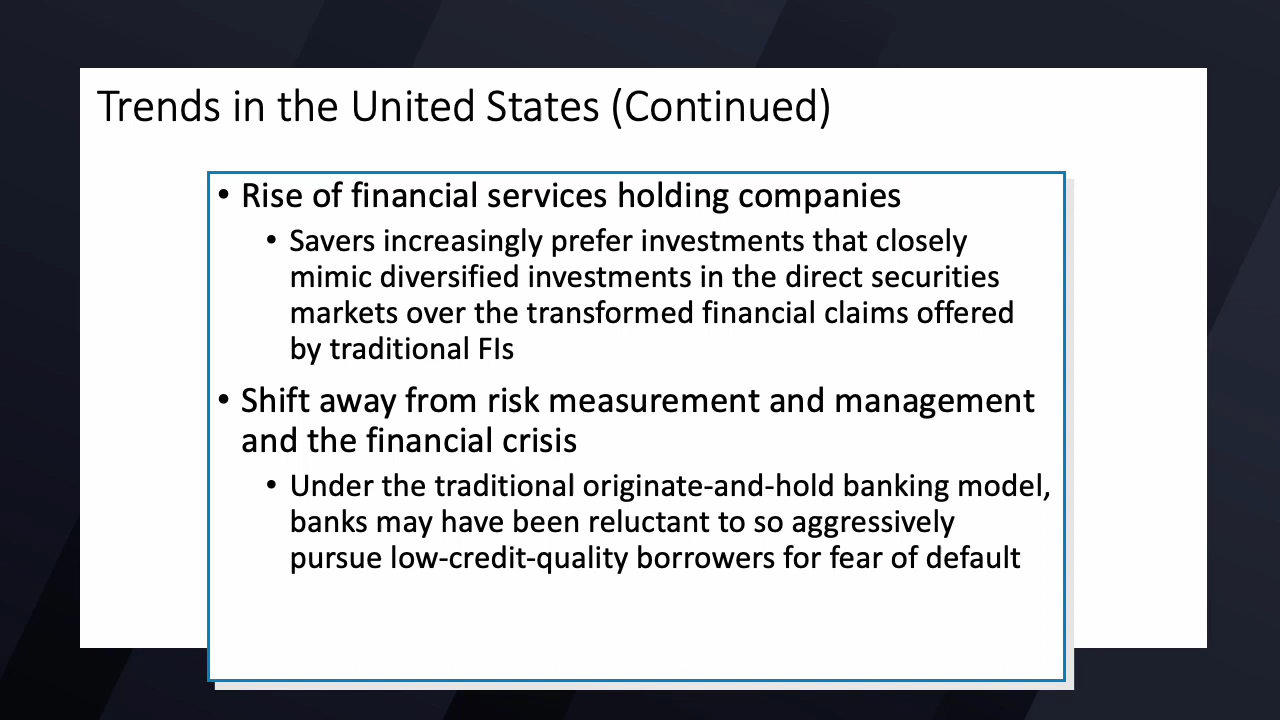 Trends in the United States (Continued)
• Rise of financial services holding companies
• Savers increasingly prefer investments that closely
mimic diversified investments in the direct securities
markets over the transformed financial claims offered
by traditional FIs
• Shift away from risk measurement and management
and the financial crisis
• Under the traditional originate-and-hold banking model,
banks may have been reluctant to so aggressively
pursue low-credit-quality borrowers for fear of default